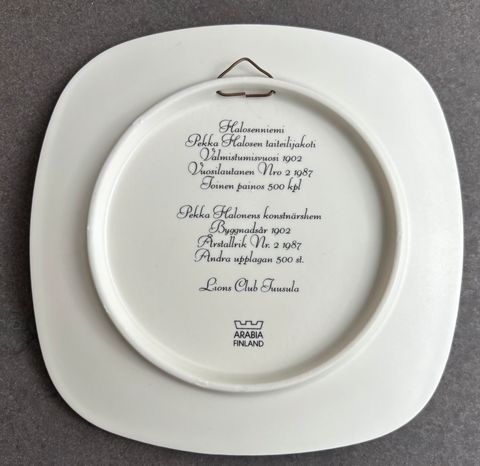 Halosenniemi
Pekka Halosen taiteilijakoti
Valmistumisvuosi 1902
Vuosilautanen Nro 2 1987
Toinen painos 500 kpl
Pekka Halonens konstnärshem
Byggnadsår 1902
Årstallrik Nr. 2 1987
Andra upplagan 500 st.
Lions Club Tuusula
ARABIA
FINLAND